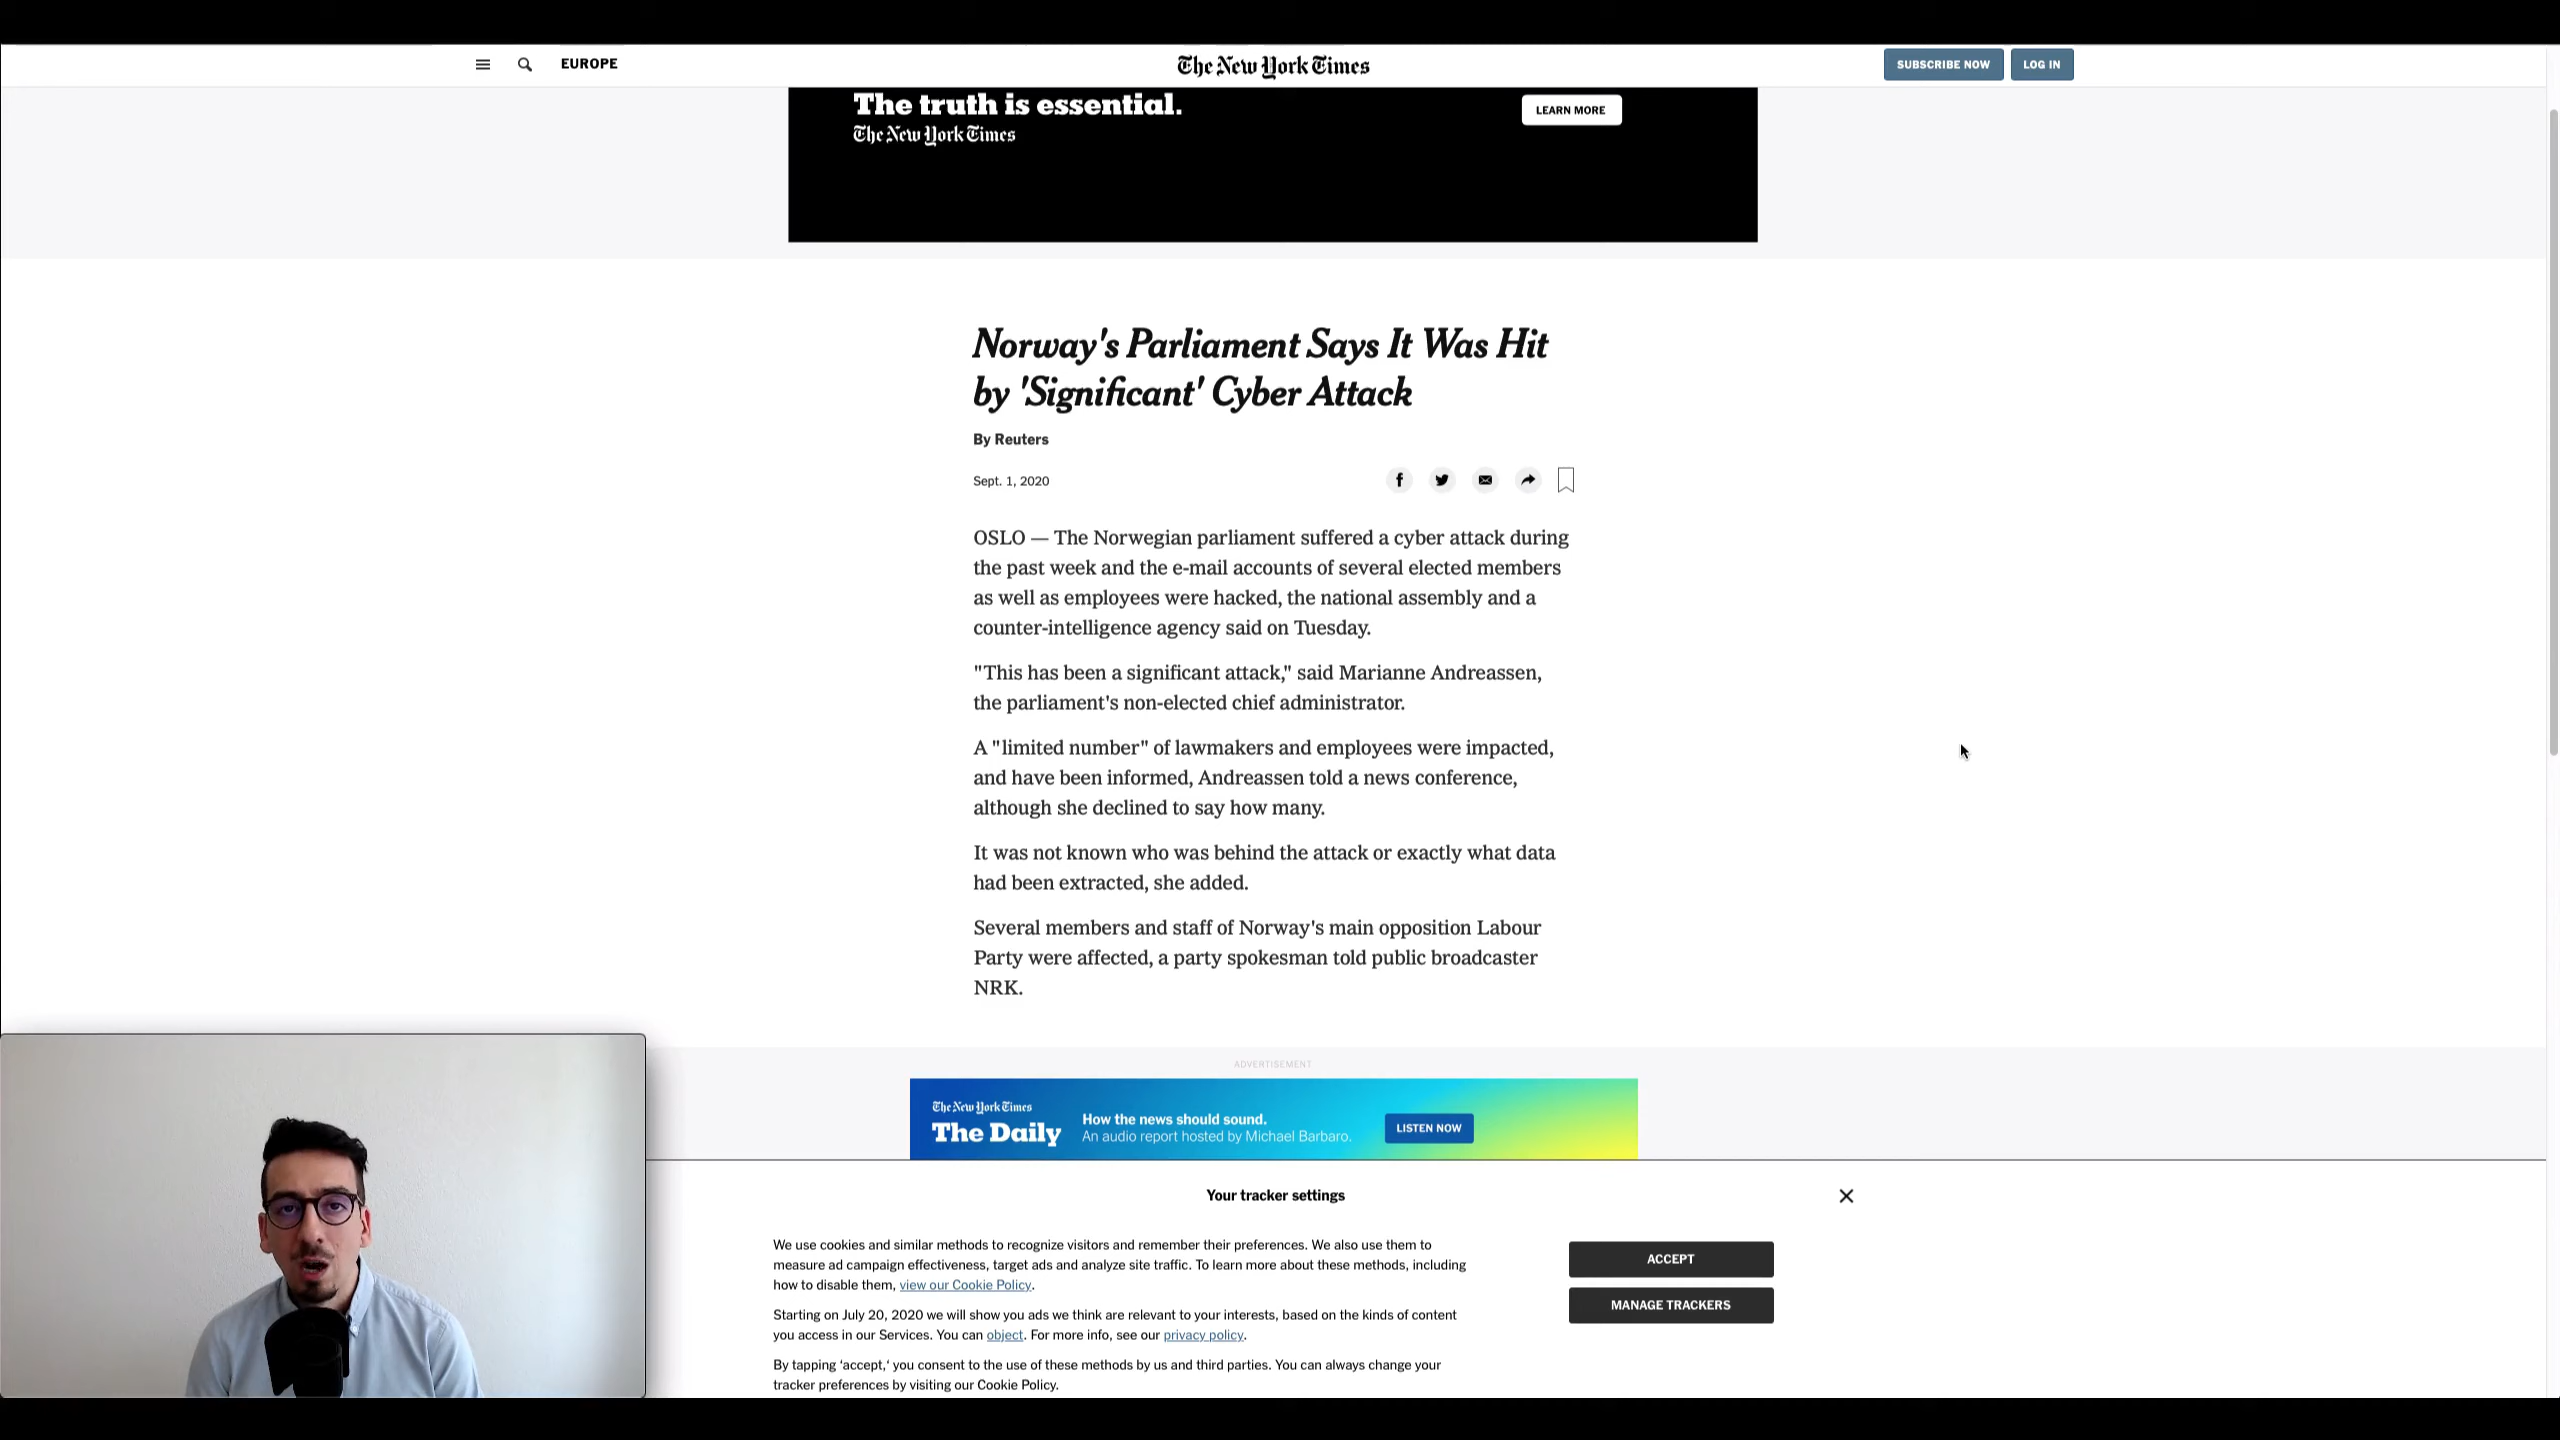 EUROPE
The New York Times
SUBSCRIBE NOW
LOG IN
The truth is essential.
The New York Times
LEARN MORE
Norway's Parliament Says It Was Hit
by 'Significant' Cyber Attack
By Reuters
Sept. 1, 2020
OSLO — The Norwegian parliament suffered a cyber attack during
the past week and the e-mail accounts of several elected members
as well as employees were hacked, the national assembly and a
counter-intelligence agency said on Tuesday.
"This has been a significant attack," said Marianne Andreassen,
the parliament's non-elected chief administrator.
A "limited number" of lawmakers and employees were impacted,
and have been informed, Andreassen told a news conference,
although she declined to say how many.
It was not known who was behind the attack or exactly what data
had been extracted, she added.
Several members and staff of Norway's main opposition Labour
Party were affected, a party spokesman told public broadcaster
NRK.
ADVERTISEMENT
The New York Times
The Daily
How the news should sound.
An audio report hosted by Michael Barbaro.
LISTEN NOW
Your tracker settings
We use cookies and similar methods to recognize visitors and remember their preferences. We also use them to
measure ad campaign effectiveness, target ads and analyze site traffic. To learn more about these methods, including
how to disable them, view our Cookie Policy.
Starting on July 20, 2020 we will show you ads we think are relevant to your interests, based on the kinds of content
you access in our Services. You can object. For more info, see our privacy policy.
By tapping ‘accept,‘ you consent to the use of these methods by us and third parties. You can always change your
tracker preferences by visiting our Cookie Policy.
ACCEPT
MANAGE TRACKERS